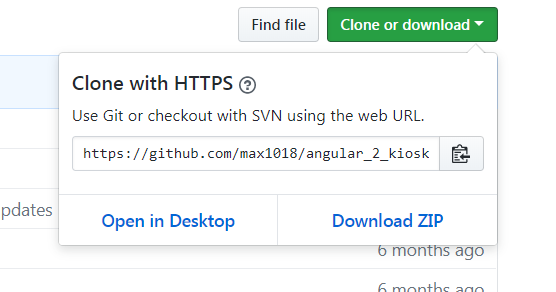 Find file
Clone or download
Clone with HTTPS ?
Use Git or checkout with SVN using the web URL.
https://github.com/max1018/angular_2_kiosk
pdates
Open in Desktop
Download ZIP
6 months ago
6 months ago